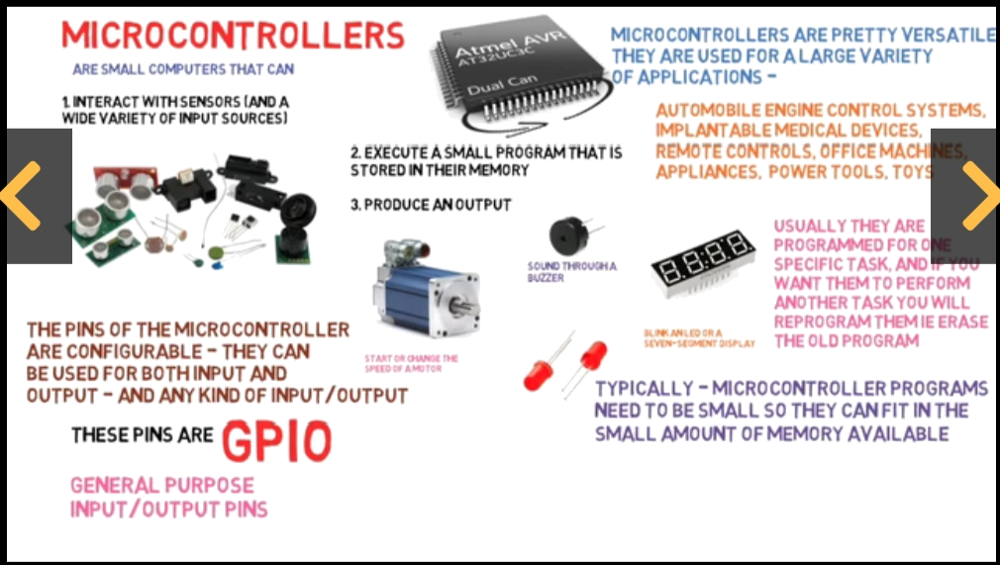 MICROCONTROLLERS
ARE SMALL COMPUTERS THAT CAN
1. INTERACT WITH SENSORS (AND A
WIDE VARIETY OF INPUT SOURCES)
Atmel AVR
AT32UC3C
Dual Can
2. EXECUTE A SMALL PROGRAM THAT IS
STORED IN THEIR MEMORY
3. PRODUCE AN OUTPUT
START OR CHANGE THE
SPEED OF A MOTOR
SOUND THROUGH A
BUZZER
8:8:8.
BLINK AN LED OR A
SEVEN-SEGMENT DISPLAY
MICROCONTROLLERS ARE PRETTY VERSATILE
THEY ARE USED FOR A LARGE VARIETY
OF APPLICATIONS -
AUTOMOBILE ENGINE CONTROL SYSTEMS,
IMPLANTABLE MEDICAL DEVICES,
REMOTE CONTROLS, OFFICE MACHINES,
APPLIANCES, POWER TOOLS, TOYS
USUALLY THEY ARE
PROGRAMMED FOR ONE
SPECIFIC TASK, AND IF YOU
WANT THEM TO PERFORM
ANOTHER TASK YOU WILL
REPROGRAM THEM IE ERASE
THE OLD PROGRAM
THE PINS OF THE MICROCONTROLLER
ARE CONFIGURABLE - THEY CAN
BE USED FOR BOTH INPUT AND
OUTPUT - AND ANY KIND OF INPUT/OUTPUT
THESE PINS ARE GPIO
GENERAL PURPOSE
INPUT/OUTPUT PINS
TYPICALLY - MICROCONTROLLER PROGRAMS
NEED TO BE SMALL SO THEY CAN FIT IN THE
SMALL AMOUNT OF MEMORY AVAILABLE